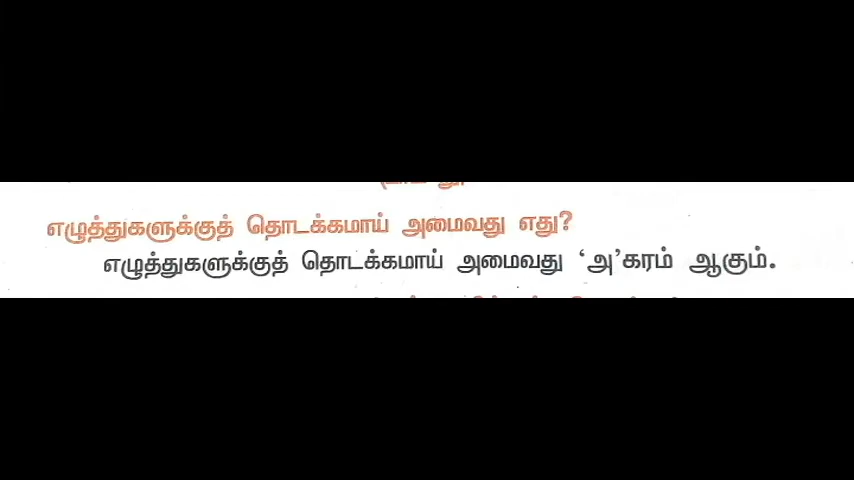 எழுத்துகளுக்குத் தொடக்கமாய் அமைவது எது?
எழுத்துகளுக்குத் தொடக்கமாய் அமைவது ‘அ’கரம் ஆகும்.